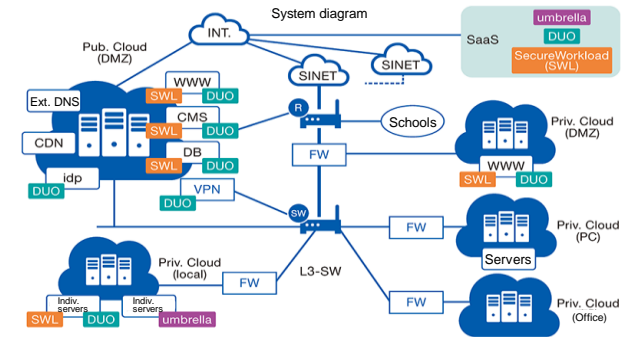 System diagram
INT.
Pub. Cloud
(DMZ)
SINET
SINET
SaaS
umbrella
DUO
SecureWorkload
(SWL)
WWW
SWL
DUO
Ext. DNS
CMS
SWL
DUO
CDN
DB
SWL
DUO
idp
DUO
VPN
DUO
R
Schools
FW
Priv. Cloud
(DMZ)
WWW
SWL
DUO
SW
L3-SW
FW
Priv. Cloud
(PC)
Servers
Priv. Cloud
(local)
FW
Indiv.
servers
Indiv.
servers
SWL
DUO
umbrella
FW
Priv. Cloud
(Office)